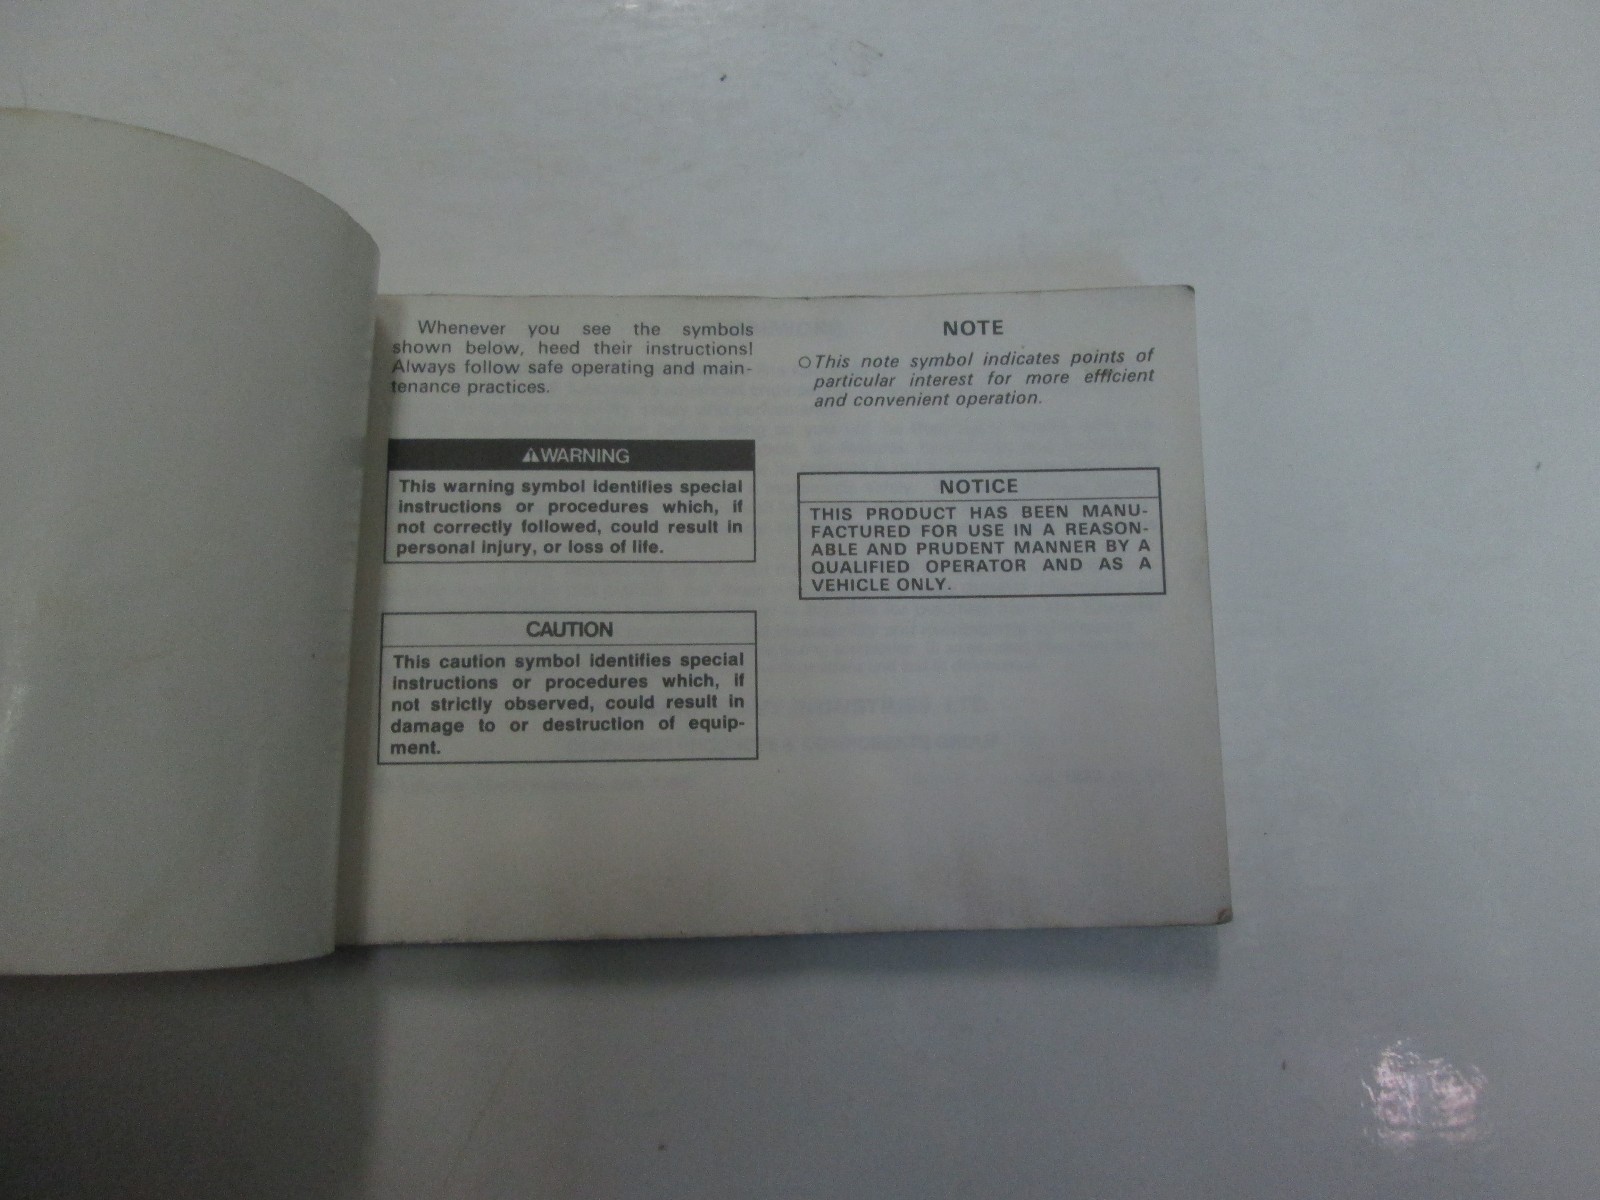 Whenever you see the symbols
shown below, heed their instructions!
Always follow safe operating and main-
tenance practices.
WARNING
This warning symbol identifies special
instructions or procedures which, if
not correctly followed, could result in
personal injury, or loss of life.
CAUTION
This caution symbol identifies special
instructions or procedures which, if
not strictly observed, could result in
damage to or destruction of equip-
ment.
NOTE
○This note symbol indicates points of
particular interest for more efficient
and convenient operation.
NOTICE
THIS PRODUCT HAS BEEN MANU-
FACTURED FOR USE IN A REASON-
ABLE AND PRUDENT MANNER BY A
QUALIFIED OPERATOR AND AS A
VEHICLE ONLY.